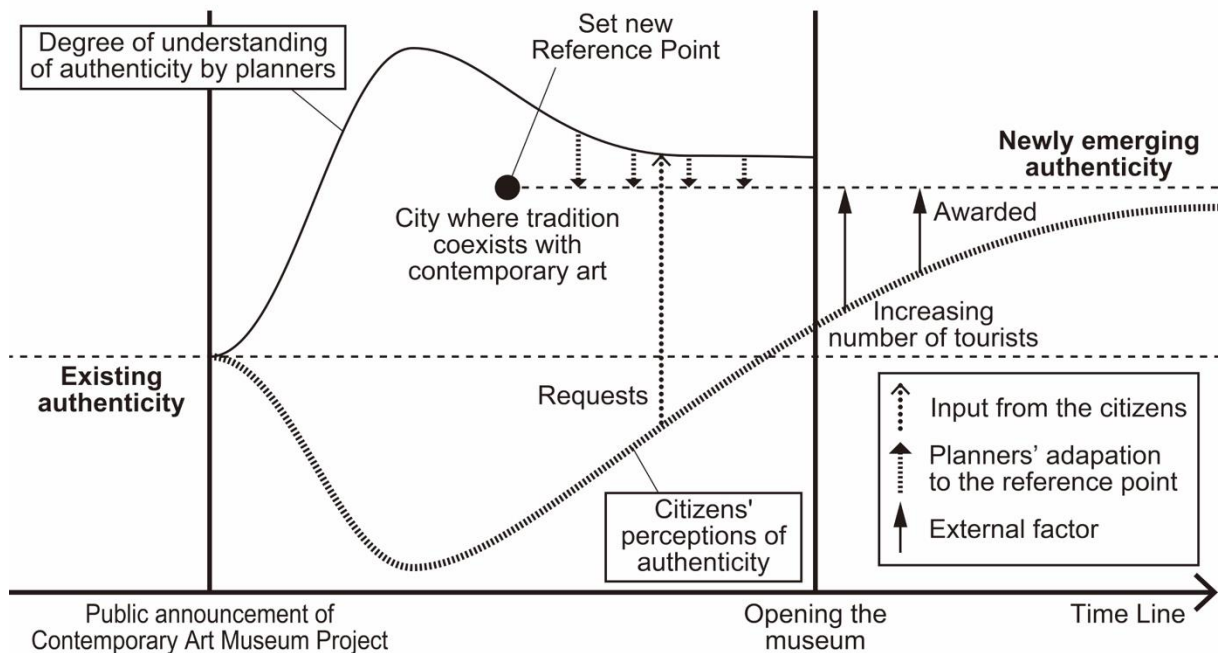 Degree of understanding
of authenticity by planners
Set new
Reference Point
City where tradition
coexists with
contemporary art
Newly emerging
authenticity
Awarded
Increasing
number of tourists
Existing
authenticity
Requests
Citizens'
perceptions of
authenticity
Input from the citizens
Planners' adapation
to the reference point
External factor
Public announcement of
Contemporary Art Museum Project
Opening the
museum
Time Line